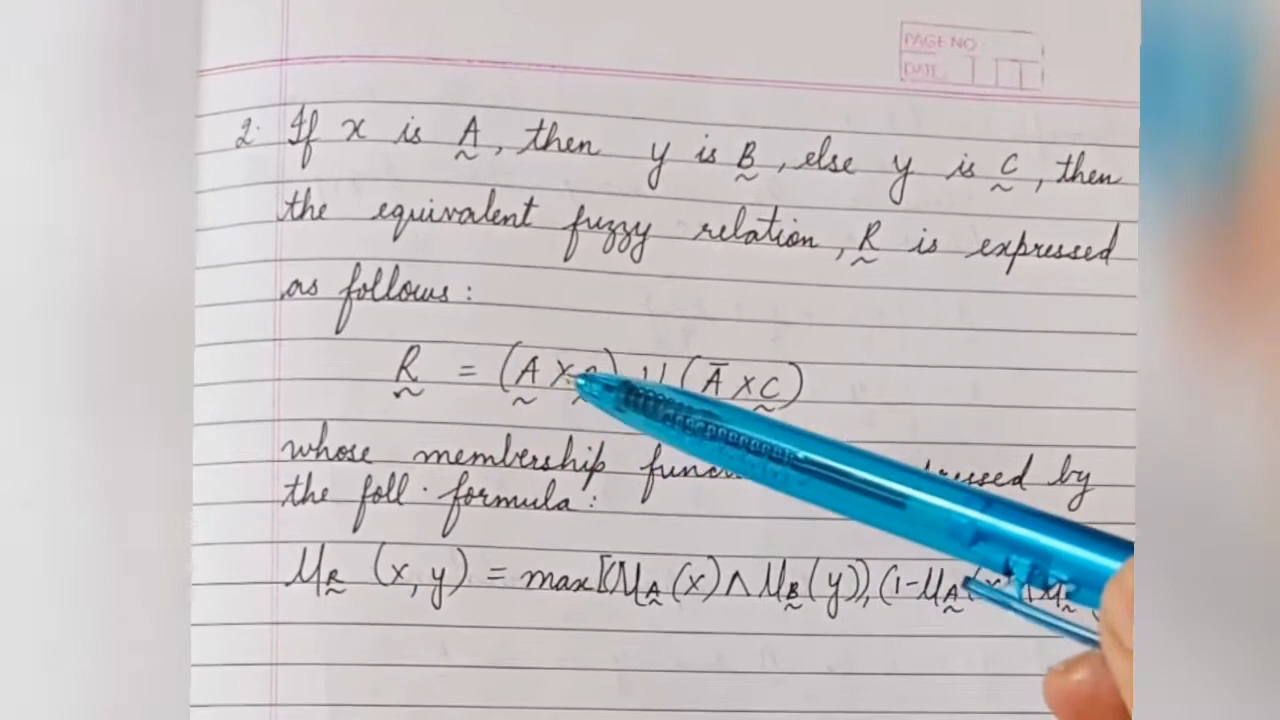 PAGE NO :
DATE
2. If x is A̰, then y is B̰, else y is C̰, then
the equivalent fuzzy relation, R̰ is expressed
as follows :
R̰ = (A̰ × ) ∪ (Ā × C̰)
whose membership by
the foll. formula :
μR̰ (x, y) = max[(μA̰(x) ∧ μB̰(y)), (1-μA̰(x)